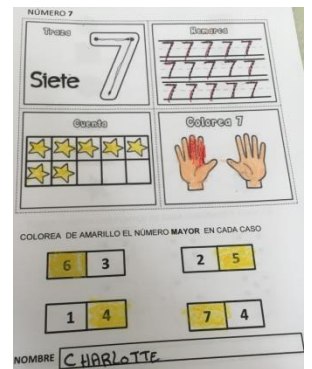 NÚMERO 7
Traza
Remarca
7
7 7 7 7 7
7 7 7 7 7
7 7 7 7 7
Siete
Cuenta
Colorea 7
COLOREA DE AMARILLO EL NÚMERO MAYOR EN CADA CASO
6 3
2 5
1 4
7 4
NOMBRE CHARLOTTE